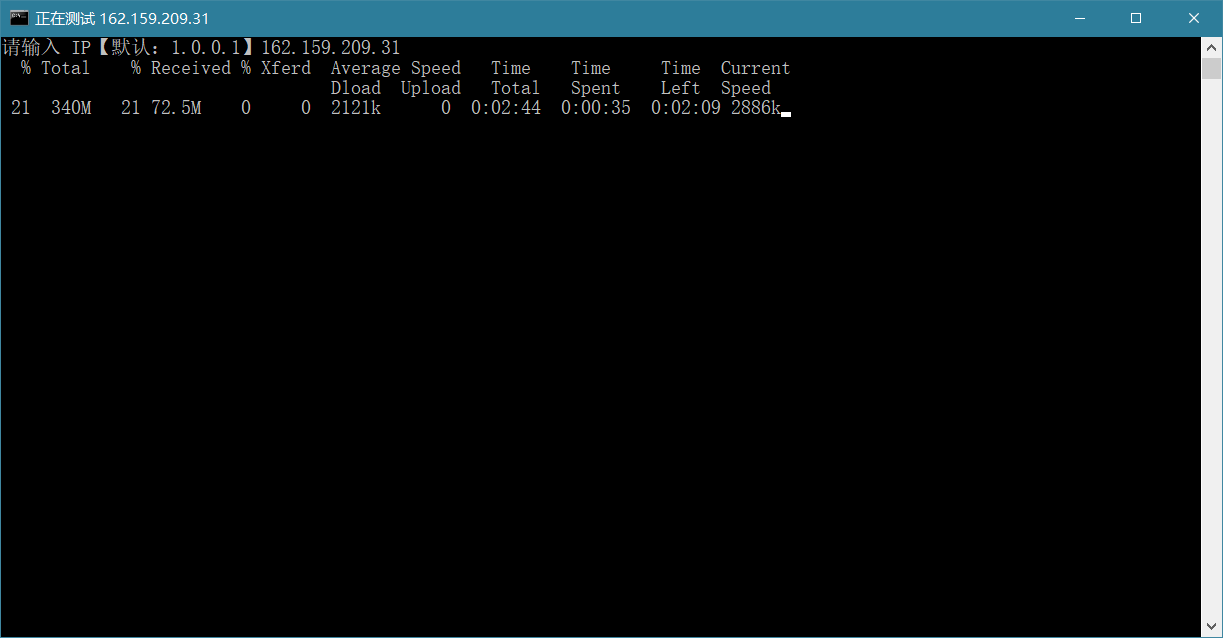 正在测试 162.159.209.31
请输入 IP【默认：1.0.0.1】162.159.209.31
% Total % Received % Xferd Average Speed Time Time Time Current
Dload Upload Total Spent Left Speed
21 340M 21 72.5M 0 0 2121k 0 0:02:44 0:00:35 0:02:09 2886k